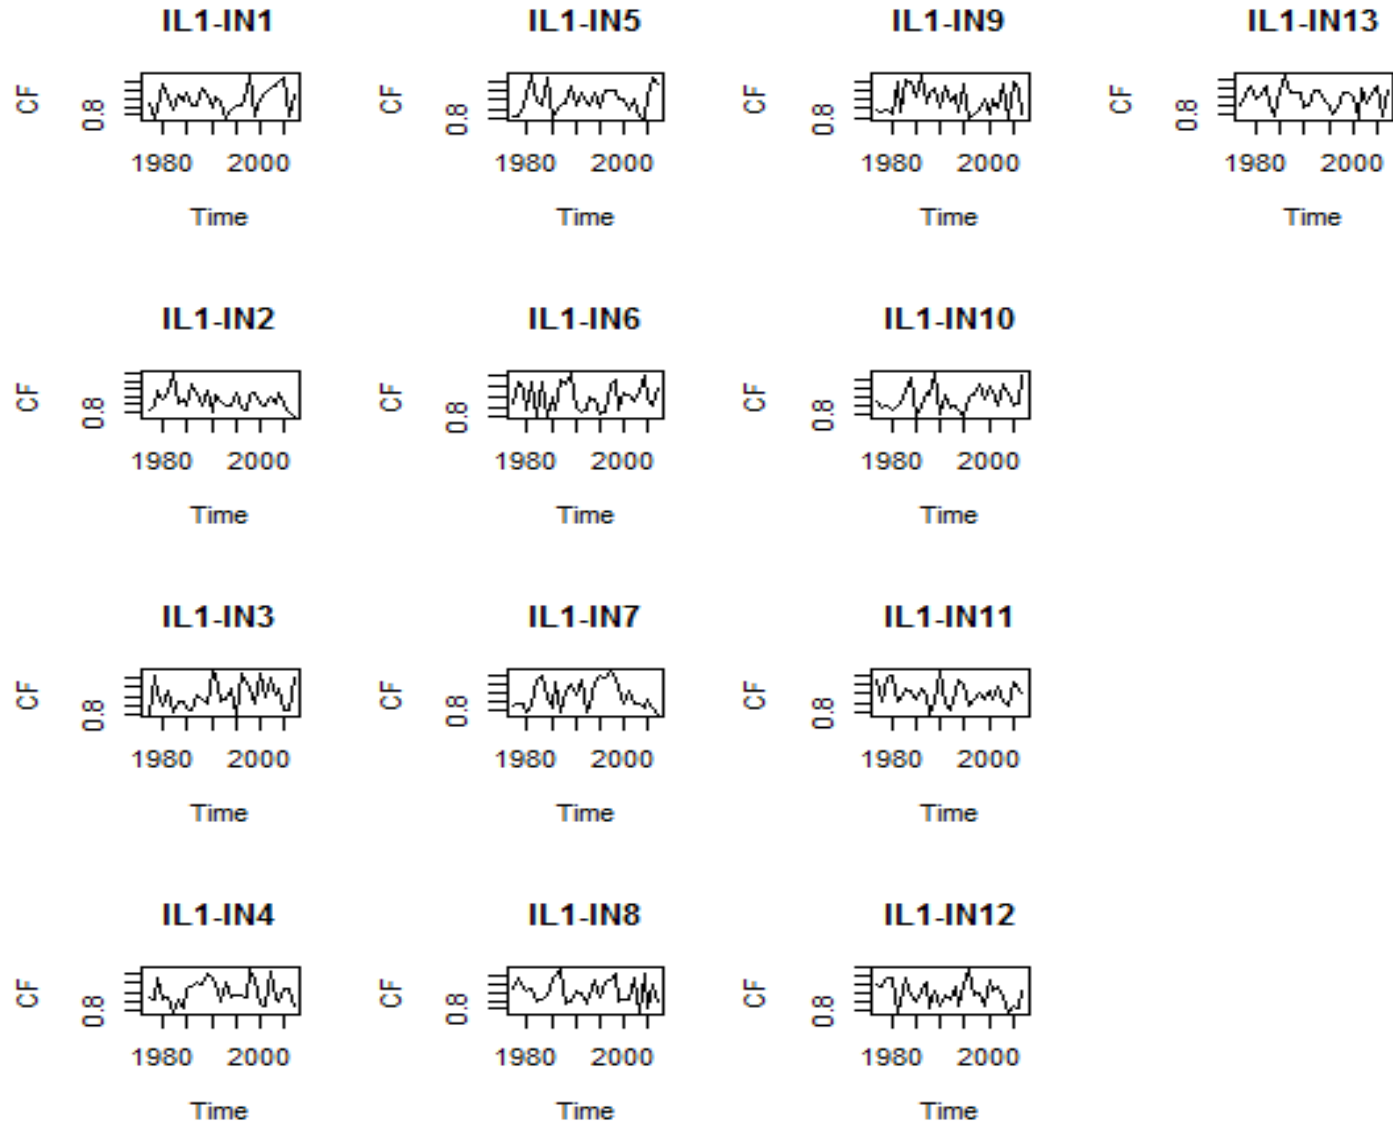 IL1-IN1 IL1-IN5 IL1-IN9 IL1-IN13
CF 0.8 CF 0.8 CF 0.8 CF 0.8
1980 2000 1980 2000 1980 2000 1980 2000
Time Time Time Time
IL1-IN2 IL1-IN6 IL1-IN10
CF 0.8 CF 0.8 CF 0.8
1980 2000 1980 2000 1980 2000
Time Time Time
IL1-IN3 IL1-IN7 IL1-IN11
CF 0.8 CF 0.8 CF 0.8
1980 2000 1980 2000 1980 2000
Time Time Time
IL1-IN4 IL1-IN8 IL1-IN12
CF 0.8 CF 0.8 CF 0.8
1980 2000 1980 2000 1980 2000
Time Time Time